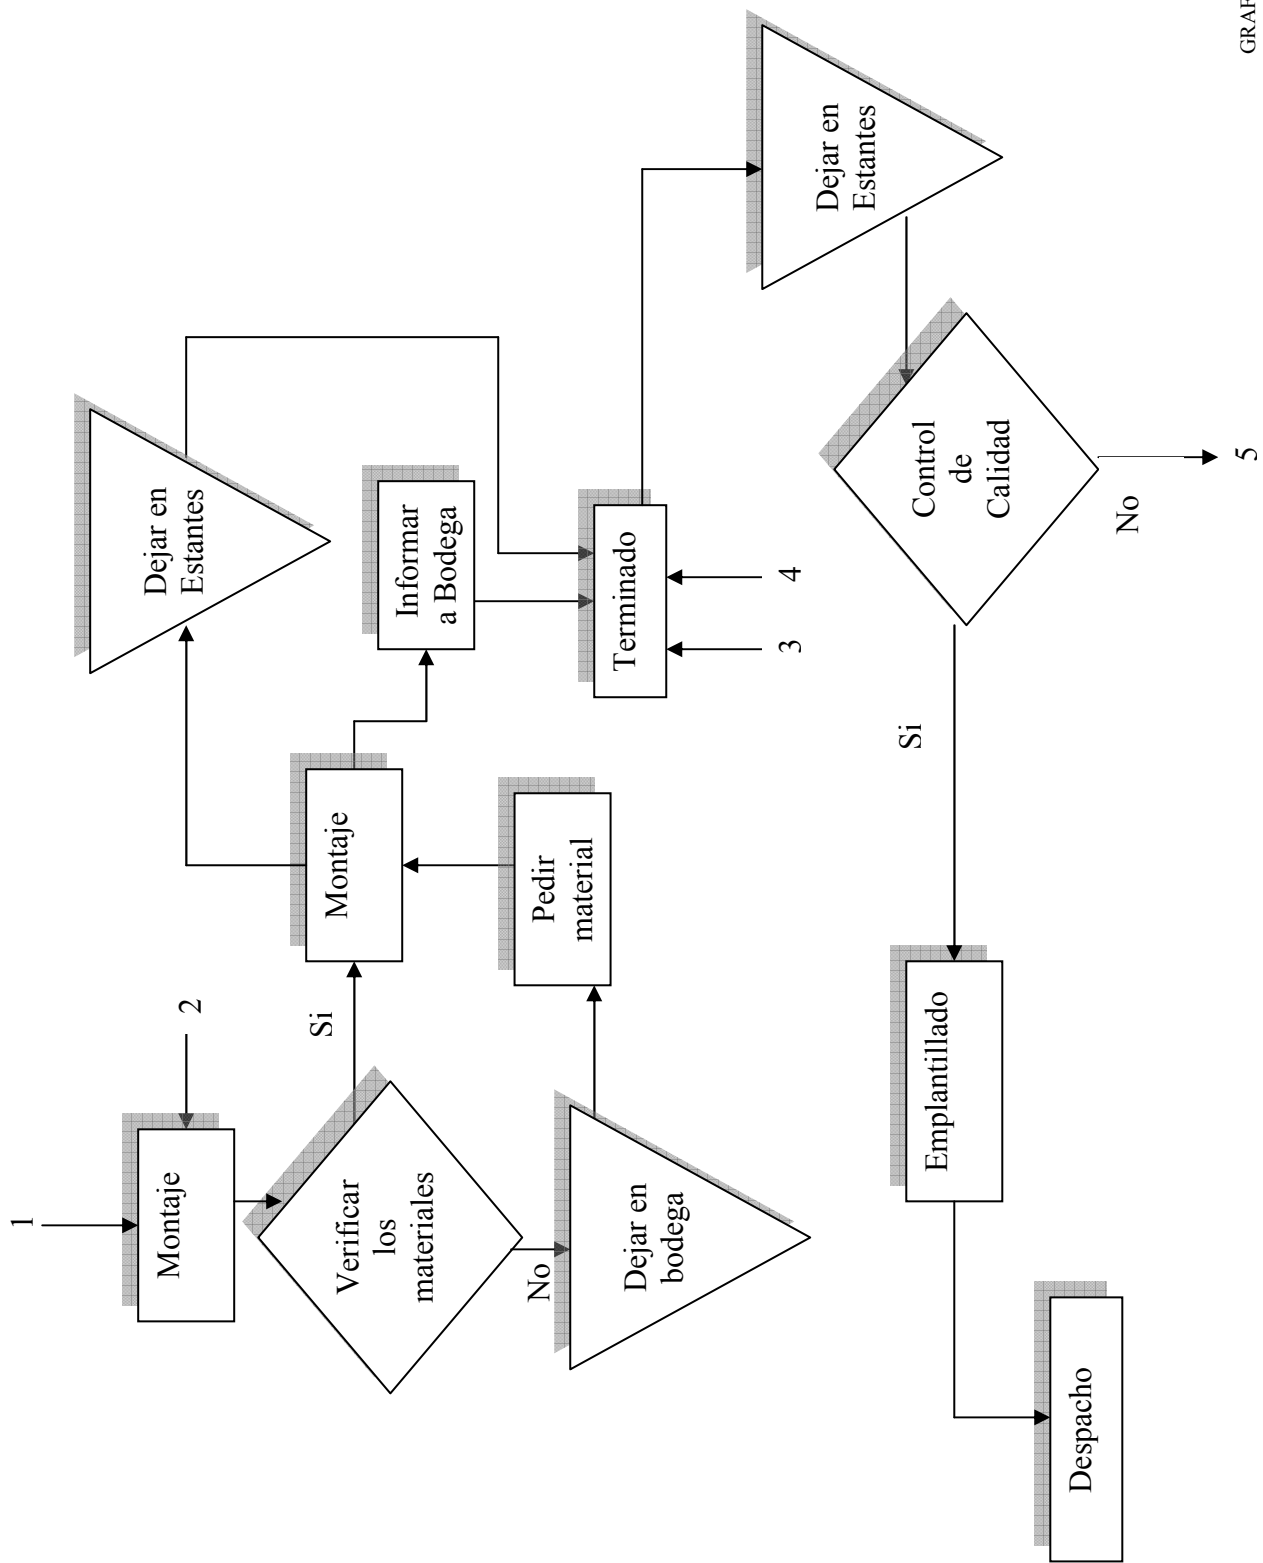 1
Montaje
2
Verificar
los
materiales
Si
No
Dejar en
bodega
Pedir
material
Montaje
Dejar en
Estantes
Informar
a Bodega
Terminado
3
4
Dejar en
Estantes
Control
de
Calidad
Si
No
5
Emplantillado
Despacho
GRAF